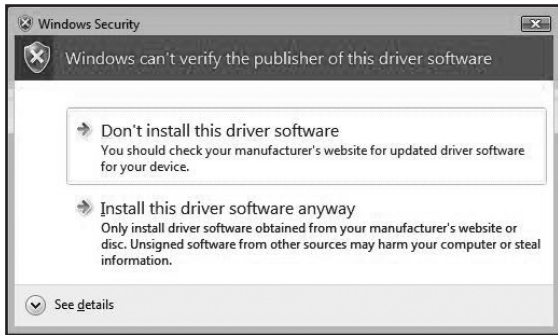 Windows Security
Windows can't verify the publisher of this driver software
Don't install this driver software
You should check your manufacturer's website for updated driver software
for your device.
Install this driver software anyway
Only install driver software obtained from your manufacturer's website or
disc. Unsigned software from other sources may harm your computer or steal
information.
See details